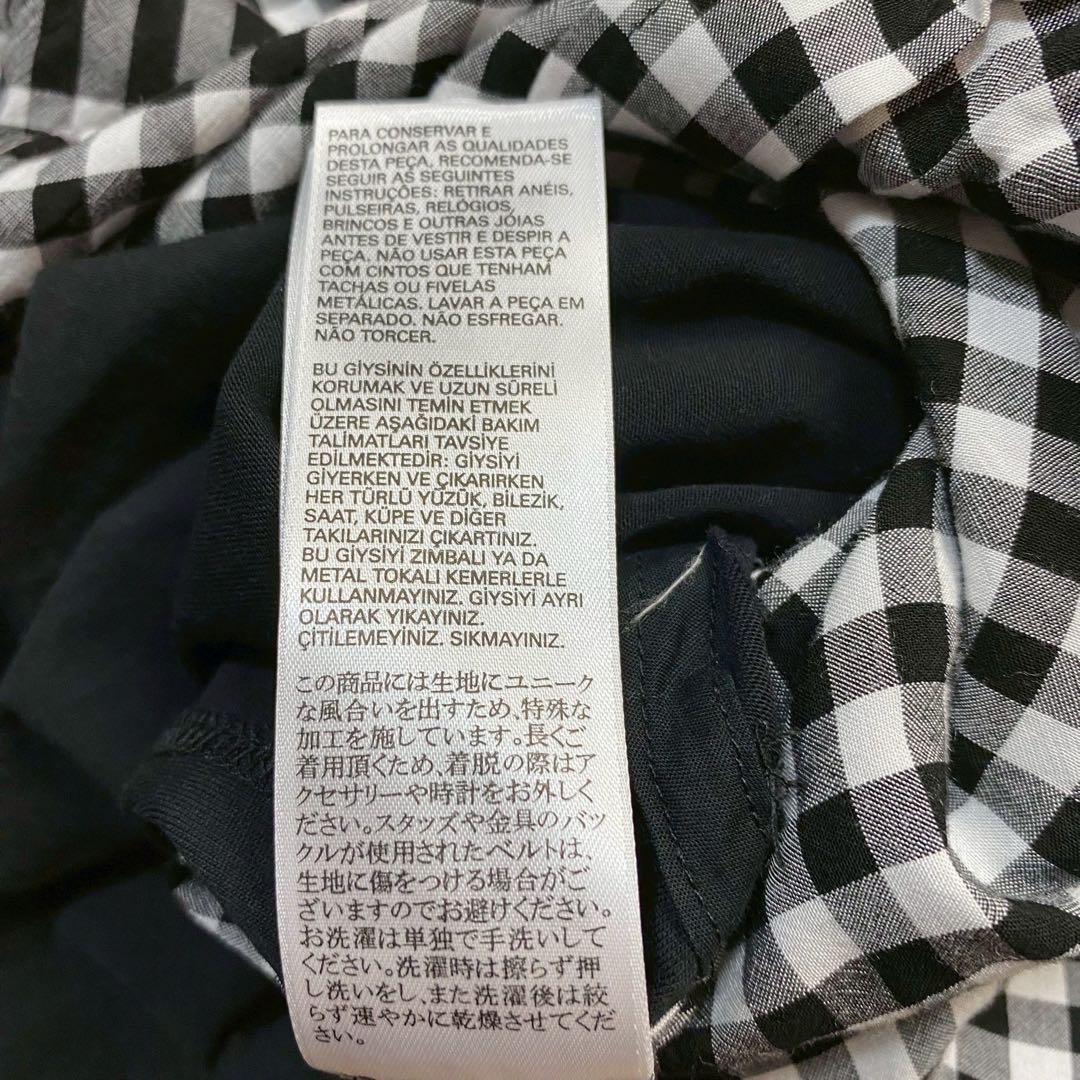 PARA CONSERVAR E
PROLONGAR AS QUALIDADES
DESTA PEÇA, RECOMENDA-SE
SEGUIR AS SEGUINTES
INSTRUÇÕES: RETIRAR ANÉIS,
PULSEIRAS, RELÓGIOS,
BRINCOS E OUTRAS JÓIAS
ANTES DE VESTIR E DESPIR A
PEÇA. NÃO USAR ESTA PEÇA
COM CINTOS QUE TENHAM
TACHAS OU FIVELAS
METÁLICAS. LAVAR A PEÇA EM
SEPARADO. NÃO ESFREGAR.
NÃO TORCER.
BU GİYSİNİN ÖZELLİKLERİNİ
KORUMAK VE UZUN SÜRELİ
OLMASINI TEMİN ETMEK
ÜZERE AŞAĞIDAKİ BAKIM
TALİMATLARI TAVSİYE
EDİLMEKTEDİR: GİYSİYİ
GİYERKEN VE ÇIKARIRKEN
HER TÜRLÜ YÜZÜK, BİLEZİK,
SAAT, KÜPE VE DİĞER
TAKILARINIZI ÇIKARTINIZ.
BU GİYSİYİ ZIMBALI YA DA
METAL TOKALI KEMERLERLE
KULLANMAYINIZ. GİYSİYİ AYRI
OLARAK YIKAYINIZ.
ÇİTİLEMEYİNİZ. SIKMAYINIZ.
この商品には生地にユニーク
な風合いを出すため、特殊な
加工を施しています。長くご
着用頂くため、着脱の際はア
クセサリーや時計をお外しく
ださい。スタッズや金具のバッ
クルが使用されたベルトは、
生地に傷をつける場合がご
ざいますのでお避けください。
お洗濯は単独で手洗いして
ください。洗濯時は擦らず押
し洗いをし、また洗濯後は絞
らず速やかに乾燥させてくだ
さい。